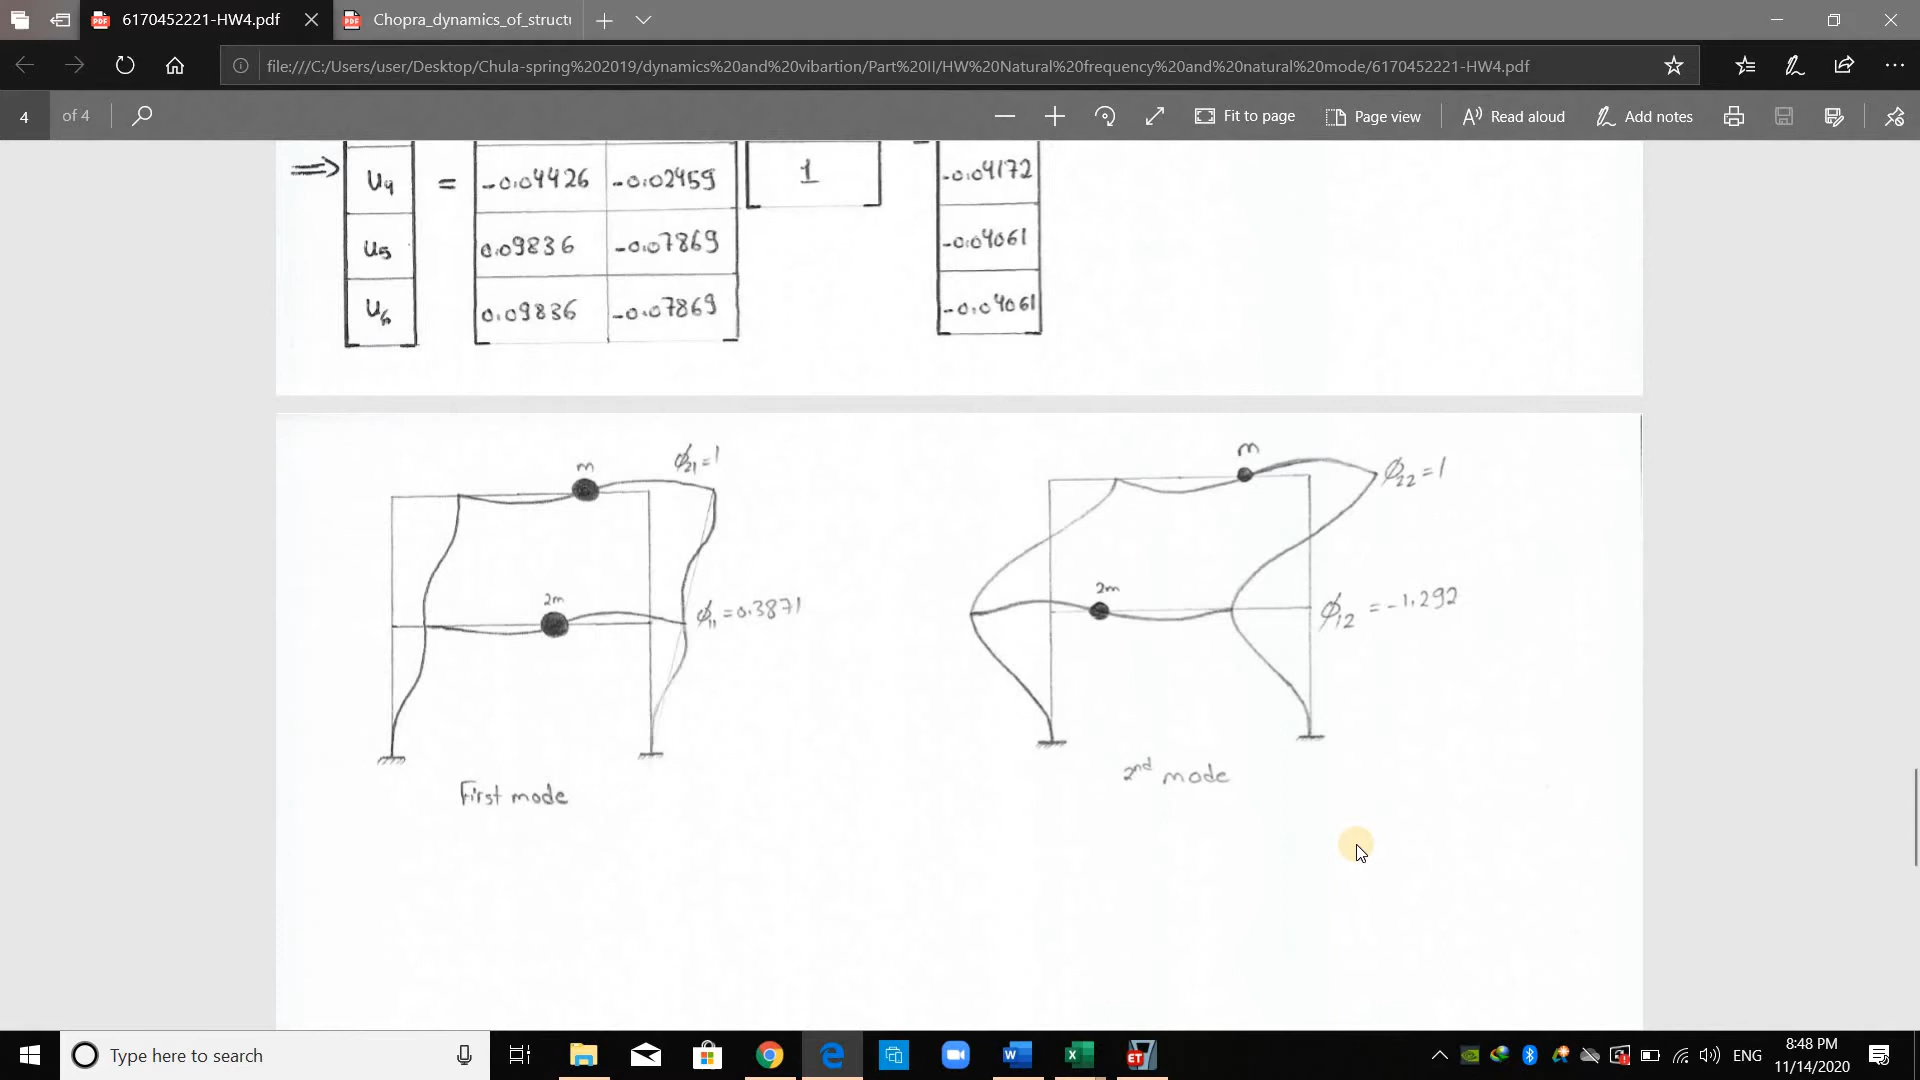 6170452221-HW4.pdf
Chopra_dynamics_of_struct
file:///C:/Users/user/Desktop/Chula-spring%202019/dynamics%20and%20vibartion/Part%20II/HW%20Natural%20frequency%20and%20natural%20mode/6170452221-HW4.pdf
4 of 4
Fit to page
Page view
Read aloud
Add notes
⇒ u4 = -0.04426 -0.02459 1 = -0.04172
u5 0.09836 -0.07869 -0.04061
u6 0.09836 -0.07869 -0.04061
m ϕ21=1
2m ϕ11=0.3871
First mode
m ϕ22=1
2m ϕ12=-1.292
2nd mode
Type here to search
ET
ENG
8:48 PM
11/14/2020